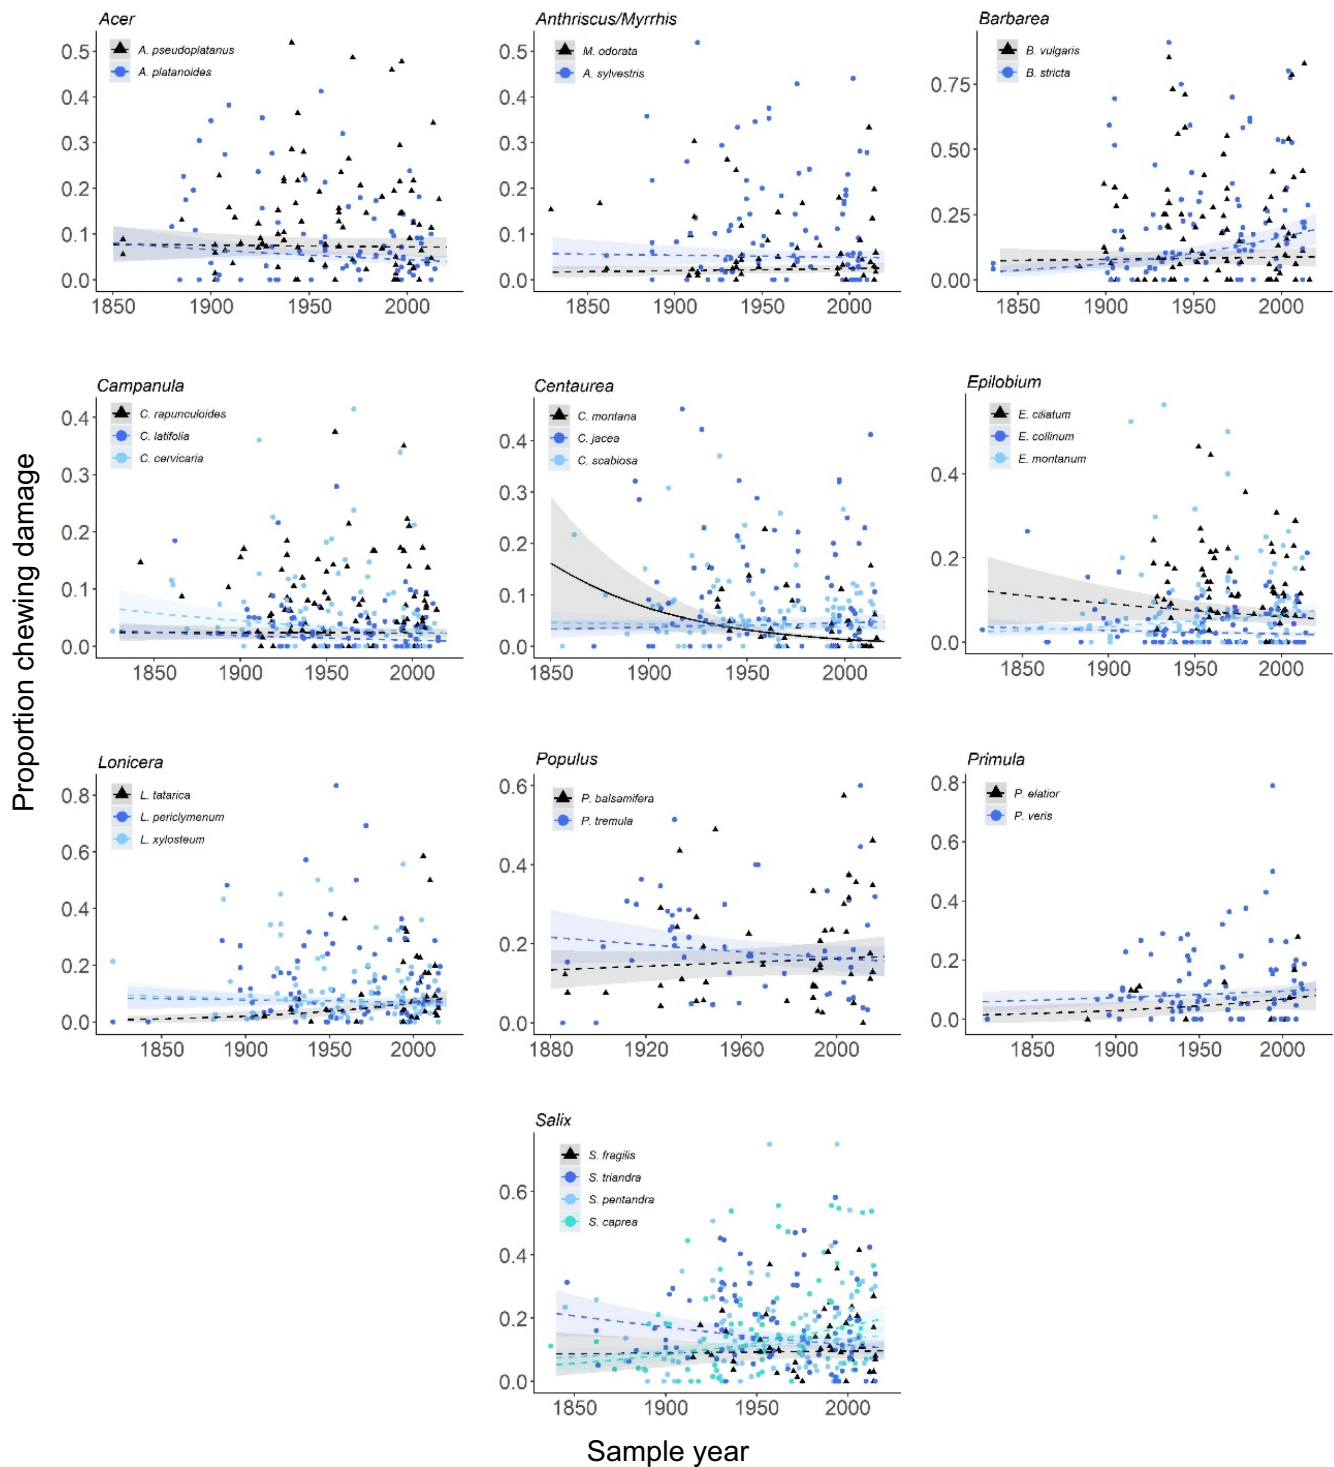 Acer
A. pseudoplatanus
A. platanoides
0.5
0.4
0.3
0.2
0.1
0.0
1850 1900 1950 2000
Anthriscus/Myrrhis
M. odorata
A. sylvestris
0.5
0.4
0.3
0.2
0.1
0.0
1900 1950 2000
Barbarea
B. vulgaris
B. stricta
0.75
0.50
0.25
0.00
1850 1900 1950 2000
Campanula
C. rapunculoides
C. latifolia
C. cervicaria
0.4
0.3
0.2
0.1
0.0
1850 1900 1950 2000
Centaurea
C. montana
C. jacea
C. scabiosa
0.4
0.3
0.2
0.1
0.0
1850 1900 1950 2000
Epilobium
E. ciliatum
E. collinum
E. montanum
0.4
0.2
0.0
1850 1900 1950 2000
Proportion chewing damage
Lonicera
L. tatarica
L. periclymenum
L. xylosteum
0.8
0.6
0.4
0.2
0.0
1850 1900 1950 2000
Populus
P. balsamifera
P. tremula
0.6
0.4
0.2
0.0
1880 1920 1960 2000
Primula
P. elatior
P. veris
0.8
0.6
0.4
0.2
0.0
1850 1900 1950 2000
Salix
S. fragilis
S. triandra
S. pentandra
S. caprea
0.6
0.4
0.2
0.0
1850 1900 1950 2000
Sample year